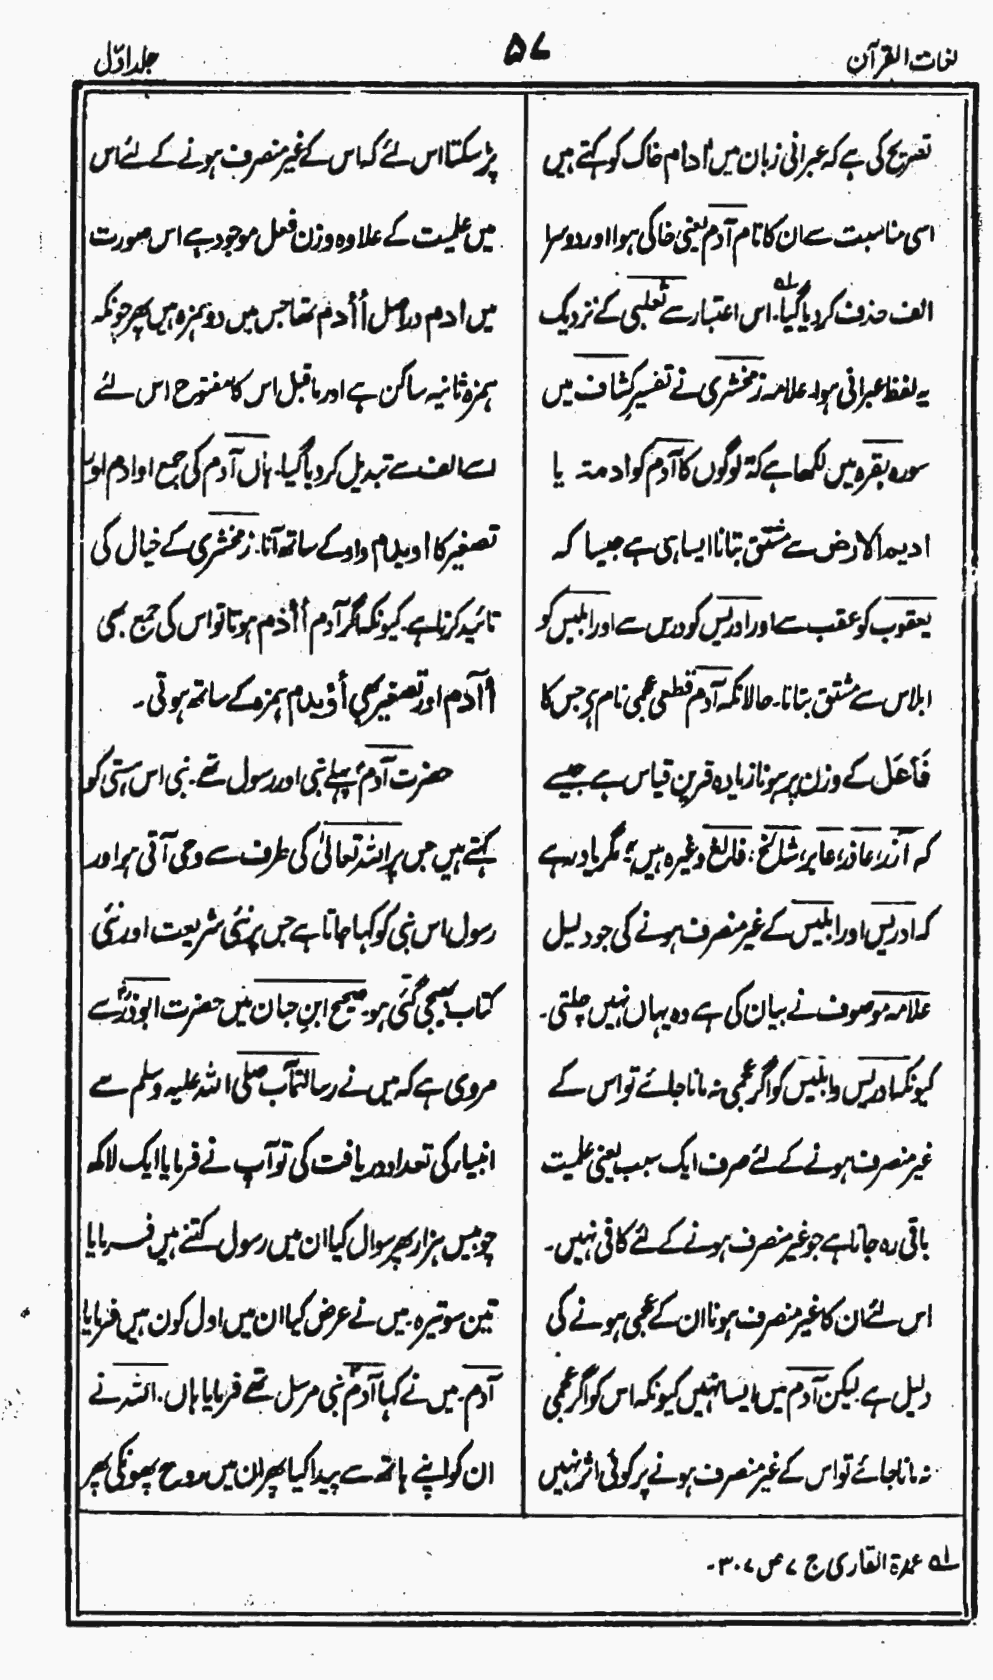 لغات القرآن
۵۷
جلد اوّل
تصریح کی ہے کہ عبرانی زبان میں اٰدام خاک کو کہتے ہیں
اسی مناسبت سے ان کا نام آدم یعنی خاکی ہوا اور دوسرا
الف حذف کر دیا گیا۔ لہ اس اعتبار سے ثعلبی کے نزدیک
یہ لفظ عبرانی ہوا۔ علامہ زمخشری نے تفسیر کشاف میں
سورہ بقرہ میں لکھا ہے کہ لوگوں کا آدم کو ادمتہ یا
ادیم الارض سے مشتق بتانا ایسا ہی ہے جیسا کہ
یعقوب کو عقب سے اور ادریس کو درس سے اور ابلیس کو
ابلاس سے مشتق بتانا۔ حالانکہ آدم قطعی عجمی نام ہے جس کا
فَاعَل کے وزن پر ہونا زیادہ قرین قیاس ہے جیسے
کہ آزر، عاذر، عابر، شالخ، فالغ وغیرہ ہیں؛ مگر یاد رہے
کہ ادریس اور ابلیس کے غیر منصرف ہونے کی جو دلیل
علامہ موصوف نے بیان کی ہے وہ یہاں نہیں چلتی۔
کیونکہ ادریس و ابلیس کو اگر عجمی نہ مانا جائے تو اس کے
غیر منصرف ہونے کے لئے صرف ایک سبب یعنی علمیت
باقی رہ جاتا ہے جو غیر منصرف ہونے کے لئے کافی نہیں۔
اس لئے ان کا غیر منصرف ہونا ان کے عجمی ہونے کی
دلیل ہے لیکن آدم میں ایسا نہیں کیونکہ اس کو اگر عجمی
نہ مانا جائے تو اس کے غیر منصرف ہونے پر کوئی اثر نہیں
پڑ سکتا اس لئے کہ اس کے غیر منصرف ہونے کے لئے اس
میں علمیت کے علاوہ وزن فعل موجود ہے اس صورت
میں ادم دراصل أأدم تھا جس میں دو ہمزہ ہیں پھر چونکہ
ہمزہ ثانیہ ساکن ہے اور ماقبل اس کا مفتوح اس لئے
اسے الف سے تبدیل کر دیا گیا۔ ہاں آدم کی جمع اوادم اور
تصغیر کا اویدم واو کے ساتھ آنا۔ زمخشری کے خیال کی
تائید کرتا ہے کیونکہ اگر آدم أأدم ہوتا تو اس کی جمع بھی
أآدم اور تصغیر بھی أؤیدم ہمزہ کے ساتھ ہوتی۔
حضرت آدمؑ پہلے نبی اور رسول تھے۔ نبی اس ہستی کو
کہتے ہیں جس پر اللہ تعالیٰ کی طرف سے وحی آتی ہو اور
رسول اس نبی کو کہا جاتا ہے جس پر نئی شریعت اور نئی
کتاب بھیجی گئی ہو۔ صحیح ابن حبان میں حضرت ابوذرؓ سے
مروی ہے کہ میں نے رسالتمآب صلی اللہ علیہ وسلم سے
انبیاء کی تعداد دریافت کی تو آپ نے فرمایا ایک لاکھ
چوبیس ہزار پھر سوال کیا ان میں رسول کتنے ہیں فرمایا
تین سو تیرہ۔ میں نے عرض کیا ان میں اول کون ہیں فرمایا
آدم۔ میں نے کہا آدمؑ نبی مرسل تھے فرمایا ہاں۔ اللہ نے
ان کو اپنے ہاتھ سے پیدا کیا پھر ان میں روح پھونکی پھر
لہ عمدۃ القاری ج ۷ ص ۳۰۷۔